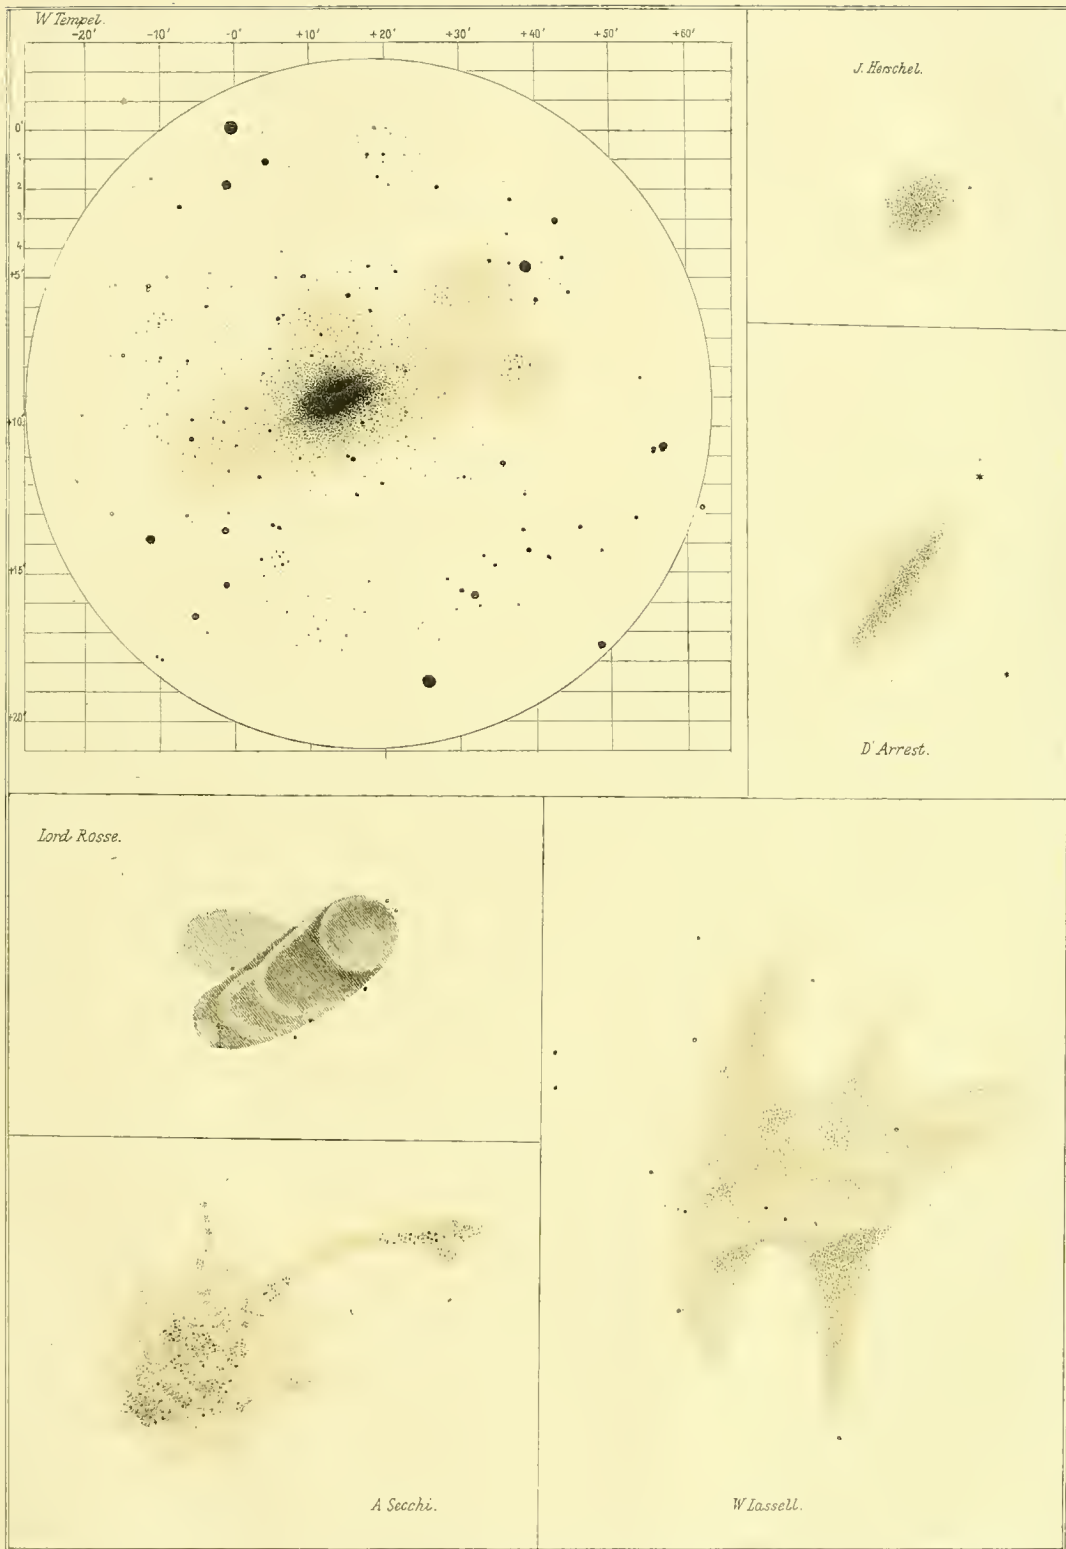 W Tempel.
-20' -10' -0' +10' +20' +30' +40' +50' +60'
J. Herschel.
0'
1
2
3
4
+5'
+10'
+15'
+20'
D'Arrest.
Lord Rosse.
A Secchi.
W Lassell.